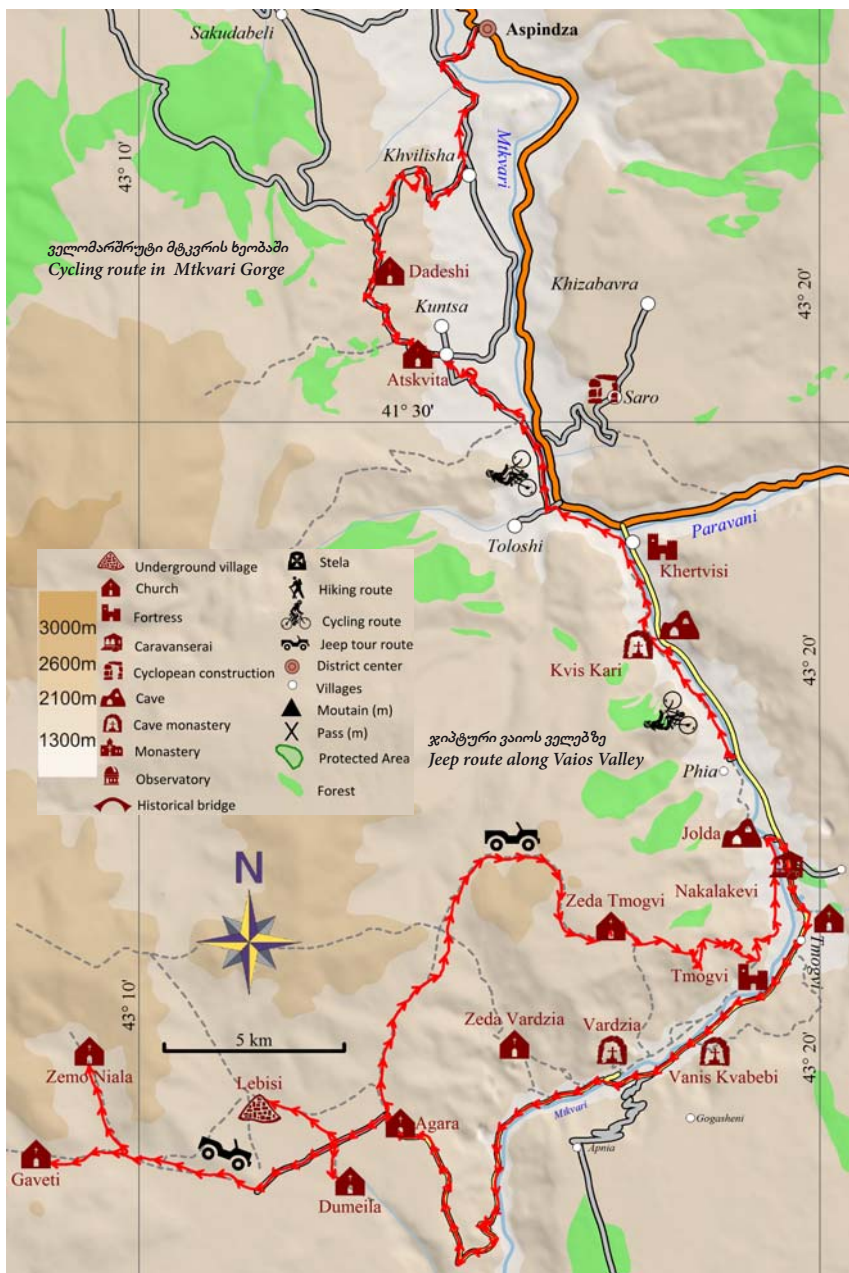 Aspindza
Sakudabeli
Mtkvari
Khvilisha
43° 10'
ველომარშრუტი მტკვრის ხეობაში
Cycling route in Mtkvari Gorge
Dadeshi
43° 20'
Khizabavra
Kuntsa
Atskvita
Saro
41° 30'
Paravani
Toloshi
Khertvisi
Underground village
Church
Fortress
Caravanserai
Cyclopean construction
Cave
Cave monastery
Monastery
Observatory
Historical bridge
3000m
2600m
2100m
1300m
Stela
Hiking route
Cycling route
Jeep tour route
District center
Villages
Moutain (m)
Pass (m)
Protected Area
Forest
43° 20'
Kvis Kari
ჯიპტური ვაიოს ველებზე
Jeep route along Vaios Valley
Phia
Jolda
Nakalakevi
Zeda Tmogvi
Tmogvi
Tmogvi
N
43° 10'
5 km
Zeda Vardzia
Vardzia
Vanis Kvabebi
43° 20'
Zemo Niala
Lebisi
Agara
Mtkvari
Gogasheni
Apnia
Gaveti
Dumeila